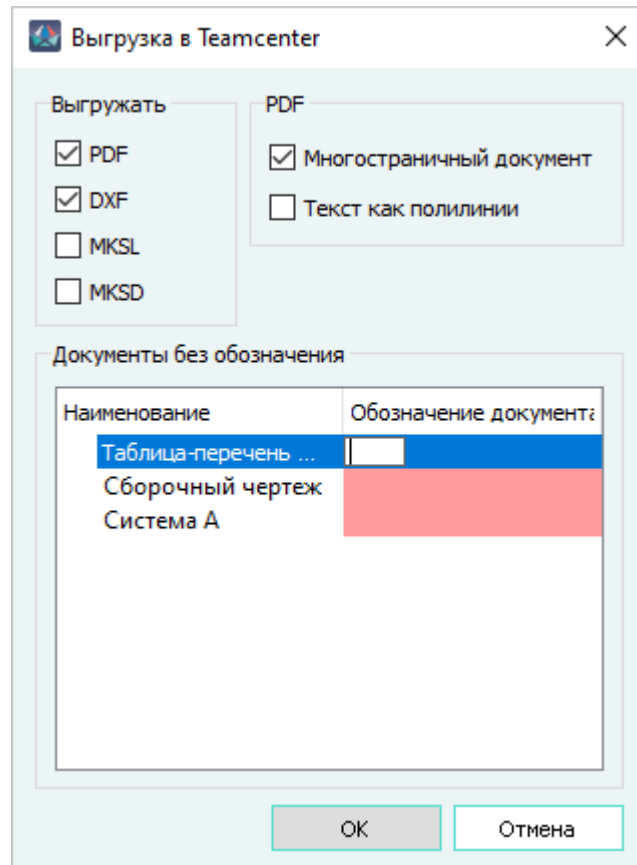 Выгрузка в Teamcenter
Выгружать
PDF
DXF
MKSL
MKSD
PDF
Многостраничный документ
Текст как полилинии
Документы без обозначения
Наименование Обозначение документа
Таблица-перечень ...
Сборочный чертеж
Система А
OK Отмена